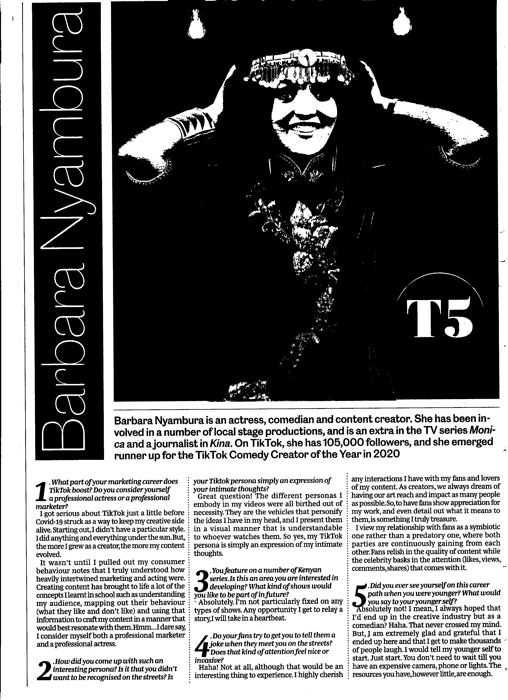 Barbara Nyambura
T5
Barbara Nyambura is an actress, comedian and content creator. She has been in-
volved in a number of local stage productions, and is an extra in the TV series Moni-
ca and a journalist in Kina. On TikTok, she has 105,000 followers, and she emerged
runner up for the TikTok Comedy Creator of the Year in 2020
1. What part of your marketing career does
TikTok boost? Do you consider yourself
a professional actress or a professional
marketer?
I got serious about TikTok just a little before
Covid-19 struck as a way to keep my creative side
alive. Starting out, I didn't have a particular style.
I did anything and everything under the sun. But,
the more I grew as a creator, the more my content
evolved.
It wasn't until I pulled out my consumer
behaviour notes that I truly understood how
heavily intertwined marketing and acting were.
Creating content has brought to life a lot of the
concepts I learnt in school such as understanding
my audience, mapping out their behaviour
(what they like and don't like) and using that
information to craft my content in a manner that
would best resonate with them. Hmm...I dare say,
I consider myself both a professional marketer
and a professional actress.
2. How did you come up with such an
interesting persona? Is it that you didn't
want to be recognised on the streets? Is
your Tiktok persona simply an expression of
your intimate thoughts?
Great question! The different personas I
embody in my videos were all birthed out of
necessity. They are the vehicles that personify
the ideas I have in my head, and I present them
in a visual manner that is understandable
to whoever watches them. So yes, my TikTok
persona is simply an expression of my intimate
thoughts.
3. You feature on a number of Kenyan
series. Is this an area you are interested in
developing? What kind of shows would
you like to be part of in future?
Absolutely. I'm not particularly fixed on any
types of shows. Any opportunity I get to relay a
story, I will take in a heartbeat.
4. Do your fans try to get you to tell them a
joke when they meet you on the streets?
Does that kind of attention feel nice or
invasive?
Haha! Not at all, although that would be an
interesting thing to experience. I highly cherish
any interactions I have with my fans and lovers
of my content. As creators, we always dream of
having our art reach and impact as many people
as possible. So, to have fans show appreciation for
my work, and even detail out what it means to
them, is something I truly treasure.
I view my relationship with fans as a symbiotic
one rather than a predatory one, where both
parties are continuously gaining from each
other. Fans relish in the quality of content while
the celebrity basks in the attention (likes, views,
comments, shares) that comes with it.
5. Did you ever see yourself on this career
path when you were younger? What would
you say to your younger self?
Absolutely not! I mean, I always hoped that
I'd end up in the creative industry but as a
comedian? Haha. That never crossed my mind.
But, I am extremely glad and grateful that I
ended up here and that I get to make thousands
of people laugh. I would tell my younger self to
start. Just start. You don't need to wait till you
have an expensive camera, phone or lights. The
resources you have, however little, are enough.